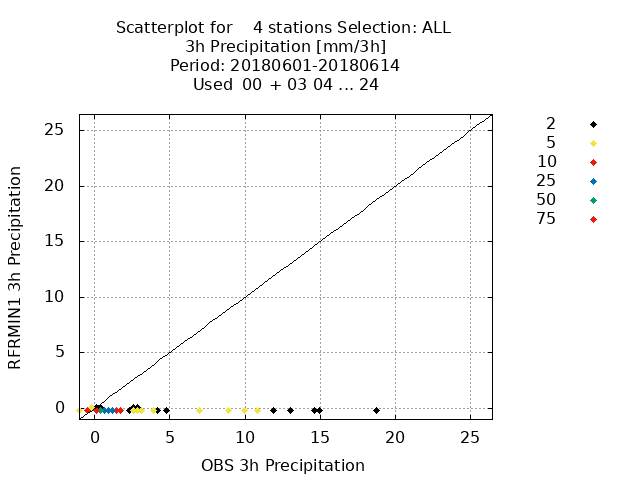 Scatterplot for 4 stations Selection: ALL
3h Precipitation [mm/3h]
Period: 20180601-20180614
Used 00 + 03 04 ... 24
25
20
15
10
5
0
RFRMIN1 3h Precipitation
0 5 10 15 20 25
OBS 3h Precipitation
2
5
10
25
50
75